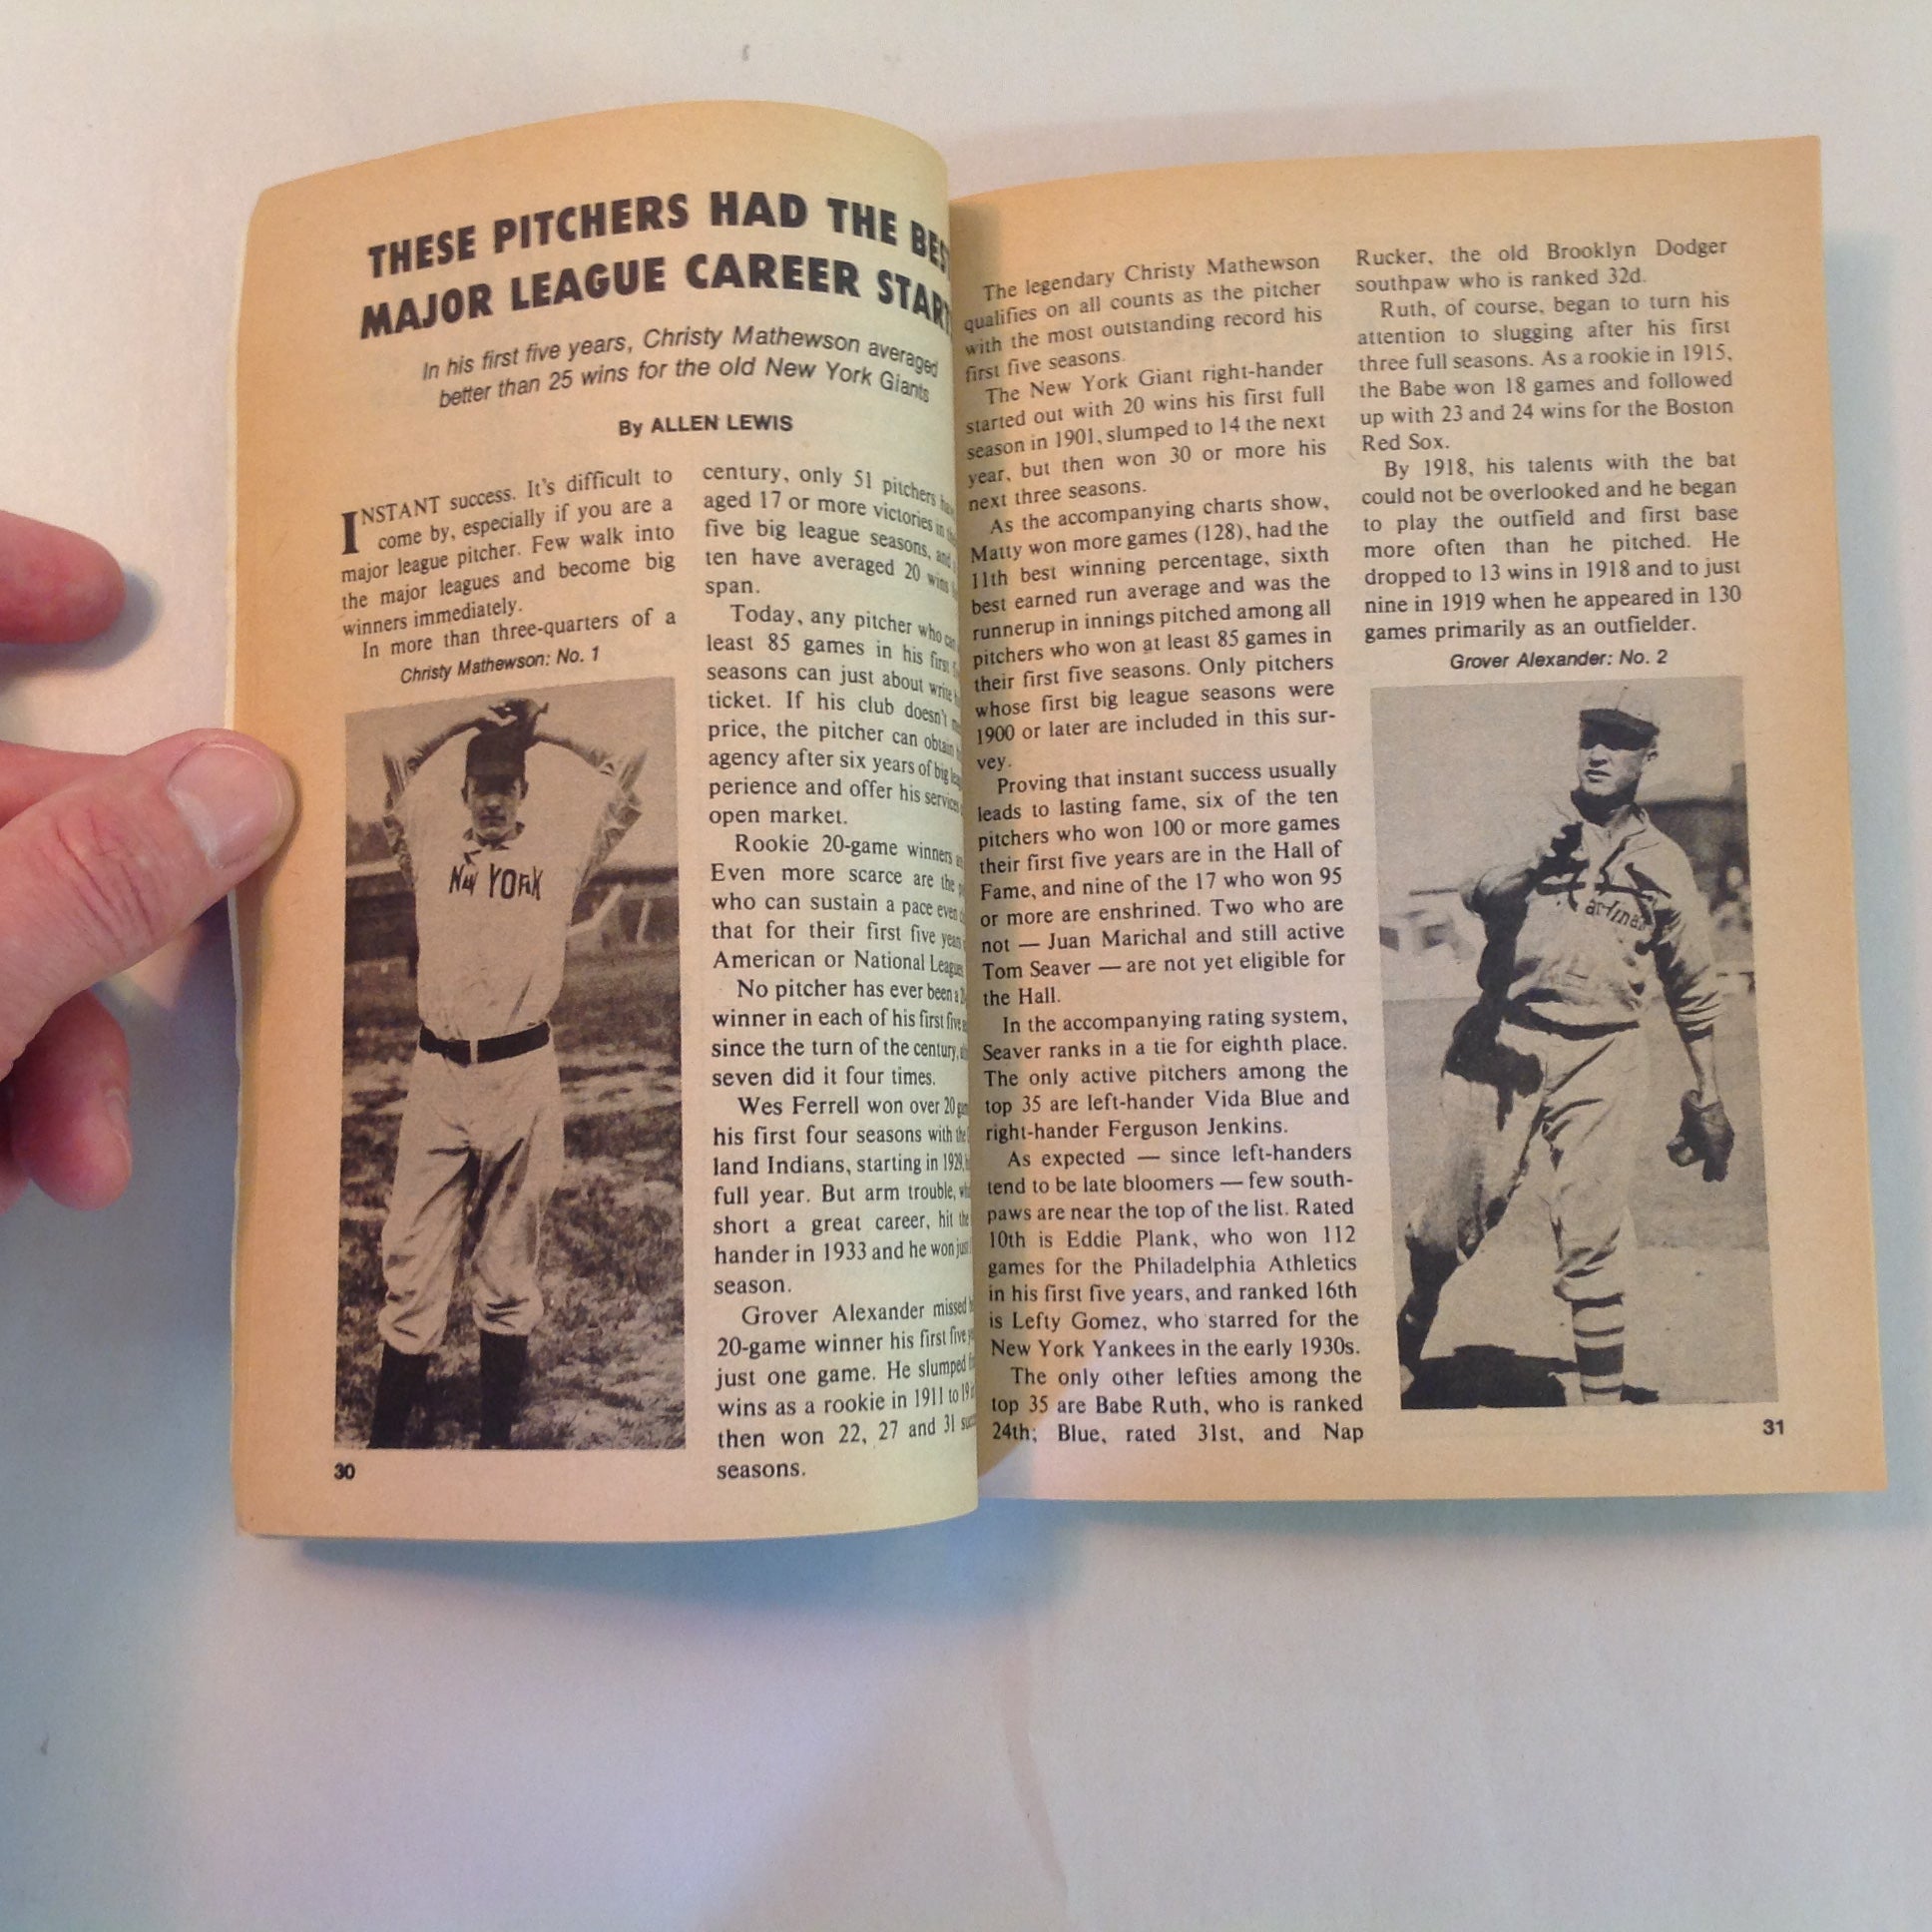 THESE PITCHERS HAD THE
MAJOR LEAGUE CAREER
In his first five years, Christy Mathewson averaged
better than 25 wins for the old New York Giants
By ALLEN LEWIS
INSTANT success. It's difficult to
come by, especially if you are a
major league pitcher. Few walk into
the major leagues and become big
winners immediately.
In more than three-quarters of a
Christy Mathewson: No. 1
NEW YORK
30
century, only 51 pitchers
aged 17 or more victories in
five big league seasons, and
ten have averaged 20 wins
span.
Today, any pitcher who can
least 85 games in his first
seasons can just about write
ticket. If his club doesn't
price, the pitcher can obtain
agency after six years of big
perience and offer his services
open market.
Rookie 20-game winners
Even more scarce are the
who can sustain a pace even
that for their first five years
American or National League
No pitcher has ever been a
winner in each of his first five
since the turn of the century,
seven did it four times.
Wes Ferrell won over 20
his first four seasons with the
land Indians, starting in 1929,
full year. But arm trouble,
short a great career, hit the
hander in 1933 and he won just
season.
Grover Alexander missed
20-game winner his first five
just one game. He slumped
wins as a rookie in 1911 to 19
then won 22, 27 and 31
seasons.
The legendary Christy Mathewson
qualifies on all counts as the pitcher
with the most outstanding record his
first five seasons.
The New York Giant right-hander
started out with 20 wins his first full
season in 1901, slumped to 14 the next
year, but then won 30 or more his
next three seasons.
As the accompanying charts show,
Matty won more games (128), had the
11th best winning percentage, sixth
best earned run average and was the
runnerup in innings pitched among all
pitchers who won at least 85 games in
their first five seasons. Only pitchers
whose first big league seasons were
1900 or later are included in this sur-
vey.
Proving that instant success usually
leads to lasting fame, six of the ten
pitchers who won 100 or more games
their first five years are in the Hall of
Fame, and nine of the 17 who won 95
or more are enshrined. Two who are
not — Juan Marichal and still active
Tom Seaver — are not yet eligible for
the Hall.
In the accompanying rating system,
Seaver ranks in a tie for eighth place.
The only active pitchers among the
top 35 are left-hander Vida Blue and
right-hander Ferguson Jenkins.
As expected — since left-handers
tend to be late bloomers — few south-
paws are near the top of the list. Rated
10th is Eddie Plank, who won 112
games for the Philadelphia Athletics
in his first five years, and ranked 16th
is Lefty Gomez, who starred for the
New York Yankees in the early 1930s.
The only other lefties among the
top 35 are Babe Ruth, who is ranked
24th; Blue, rated 31st, and Nap
Rucker, the old Brooklyn Dodger
southpaw who is ranked 32d.
Ruth, of course, began to turn his
attention to slugging after his first
three full seasons. As a rookie in 1915,
the Babe won 18 games and followed
up with 23 and 24 wins for the Boston
Red Sox.
By 1918, his talents with the bat
could not be overlooked and he began
to play the outfield and first base
more often than he pitched. He
dropped to 13 wins in 1918 and to just
nine in 1919 when he appeared in 130
games primarily as an outfielder.
Grover Alexander: No. 2
31